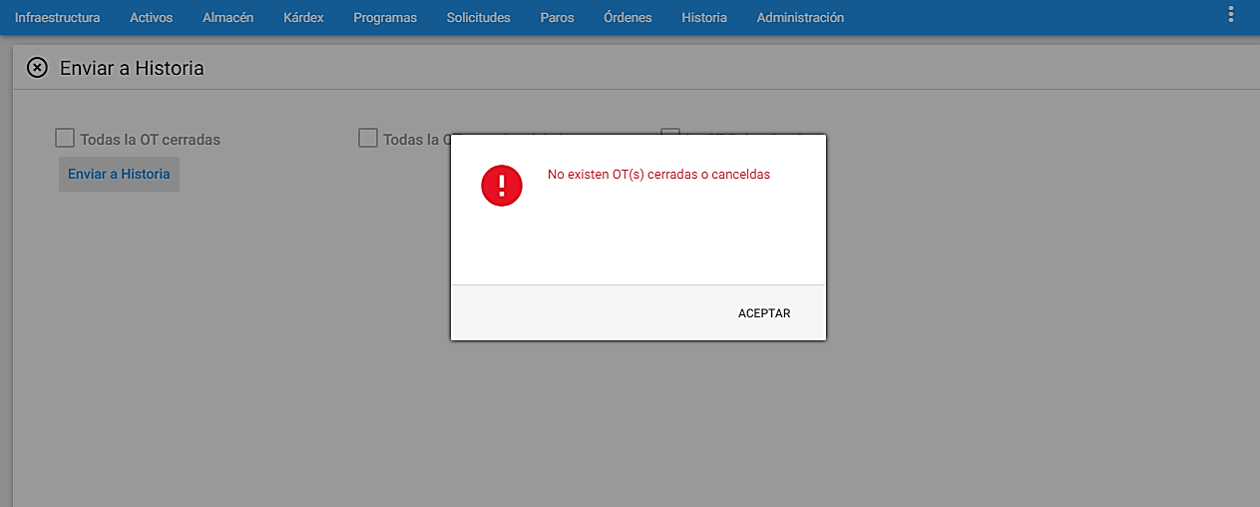 Infraestructura Activos Almacén Kárdex Programas Solicitudes Paros Órdenes Historia Administración
Enviar a Historia
Todas la OT cerradas Todas la
Enviar a Historia
No existen OT(s) cerradas o canceldas
ACEPTAR